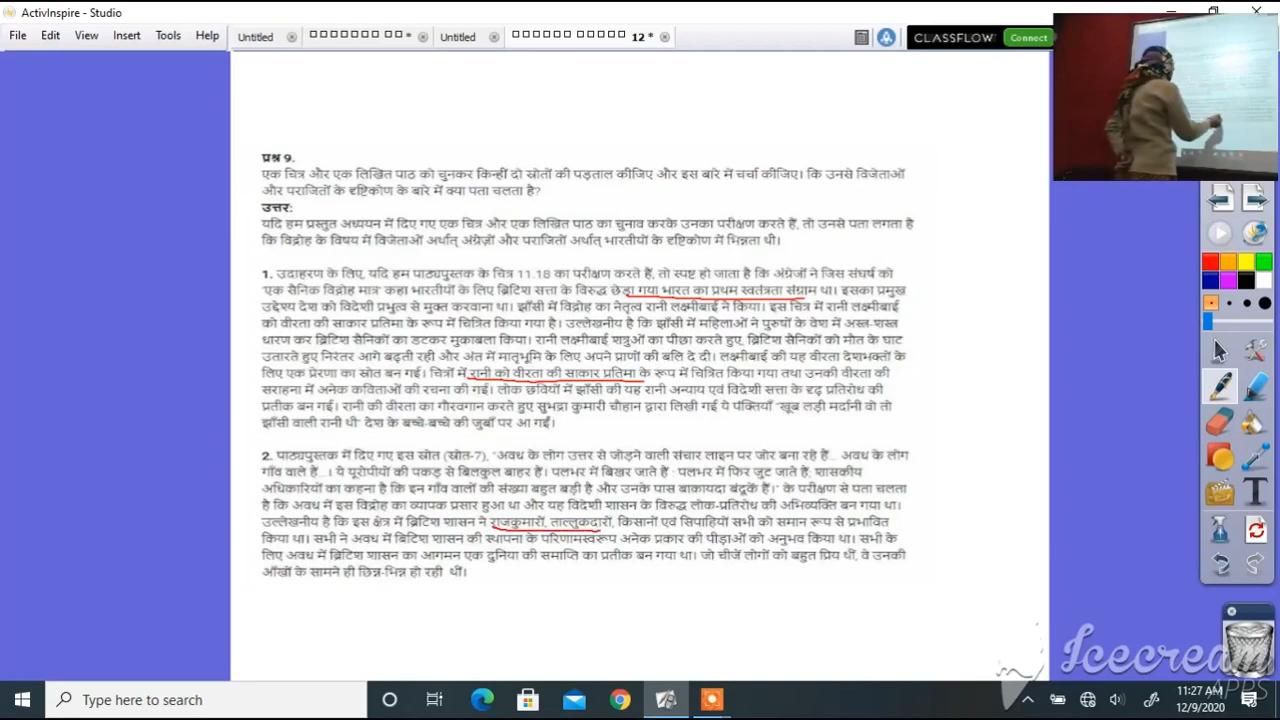 ActivInspire - Studio
File Edit View Insert Tools Help Untitled Untitled 12 * CLASSFLOW Connect
प्रश्न 9.
एक चित्र और एक लिखित पाठ को चुनकर किन्हीं दो स्रोतों की पड़ताल कीजिए और इस बारे में चर्चा कीजिए। कि उनसे विजेताओं
और पराजितों के दृष्टिकोण के बारे में क्या पता चलता है?
उत्तर:
यदि हम प्रस्तुत अध्ययन में दिए गए एक चित्र और एक लिखित पाठ का चुनाव करके उनका परीक्षण करते हैं, तो उनसे पता लगता है
कि विद्रोह के विषय में विजेताओं अर्थात् अंग्रेज़ों और पराजितों अर्थात् भारतीयों के दृष्टिकोण में भिन्नता थी।
1. उदाहरण के लिए, यदि हम पाठ्यपुस्तक के चित्र 11.18 का परीक्षण करते हैं, तो स्पष्ट हो जाता है कि अंग्रेजों ने जिस संघर्ष को
'एक सैनिक विद्रोह मात्र' कहा भारतीयों के लिए ब्रिटिश सत्ता के विरुद्ध छेड़ा गया भारत का प्रथम स्वतंत्रता संग्राम था। इसका प्रमुख
उद्देश्य देश को विदेशी प्रभुत्व से मुक्त करवाना था। झाँसी में विद्रोह का नेतृत्व रानी लक्ष्मीबाई ने किया। इस चित्र में रानी लक्ष्मीबाई
को वीरता की साकार प्रतिमा के रूप में चित्रित किया गया है। उल्लेखनीय है कि झाँसी में महिलाओं ने पुरुषों के वेश में अस्त्र-शस्त्र
धारण कर ब्रिटिश सैनिकों का डटकर मुकाबला किया। रानी लक्ष्मीबाई शत्रुओं का पीछा करते हुए, ब्रिटिश सैनिकों को मौत के घाट
उतारते हुए निरंतर आगे बढ़ती रही और अंत में मातृभूमि के लिए अपने प्राणों की बलि दे दी। लक्ष्मीबाई की यह वीरता देशभक्तों के
लिए एक प्रेरणा का स्रोत बन गई। चित्रों में रानी को वीरता की साकार प्रतिमा के रूप में चित्रित किया गया तथा उनकी वीरता की
सराहना में अनेक कविताओं की रचना की गई। लोक छवियों में झाँसी की यह रानी अन्याय एवं विदेशी सत्ता के दृढ़ प्रतिरोध की
प्रतीक बन गई। रानी की वीरता का गौरवगान करते हुए सुभद्रा कुमारी चौहान द्वारा लिखी गई ये पंक्तियाँ "खूब लड़ी मर्दानी वो तो
झाँसी वाली रानी थी" देश के बच्चे-बच्चे की जुबाँ पर आ गईं।
2. पाठ्यपुस्तक में दिए गए इस स्रोत (स्रोत-7), "अवध के लोग उत्तर से जोड़ने वाली संचार लाइन पर जोर बना रहे हैं... अवध के लोग
गाँव वाले हैं...। ये यूरोपीयों की पकड़ से बिलकुल बाहर हैं। पलभर में बिखर जाते हैं : पलभर में फिर जुट जाते हैं; शासकीय
अधिकारियों का कहना है कि इन गाँव वालों की संख्या बहुत बड़ी है और उनके पास बाकायदा बंदूकें हैं।" के परीक्षण से पता चलता
है कि अवध में इस विद्रोह का व्यापक प्रसार हुआ था और यह विदेशी शासन के विरुद्ध लोक-प्रतिरोध की अभिव्यक्ति बन गया था।
उल्लेखनीय है कि इस क्षेत्र में ब्रिटिश शासन ने राजकुमारों, ताल्लुकदारों, किसानों एवं सिपाहियों सभी को समान रूप से प्रभावित
किया था। सभी ने अवध में बिटिश शासन की स्थापना के परिणामस्वरूप अनेक प्रकार की पीड़ाओं को अनुभव किया था। सभी के
लिए अवध में ब्रिटिश शासन का आगमन एक दुनिया की समाप्ति का प्रतीक बन गया था। जो चीजें लोगों को बहुत प्रिय थीं, वे उनकी
आँखों के सामने ही छिन्न-भिन्न हो रही थीं।
Icecream
APPS
Type here to search
11:27 AM
12/9/2020